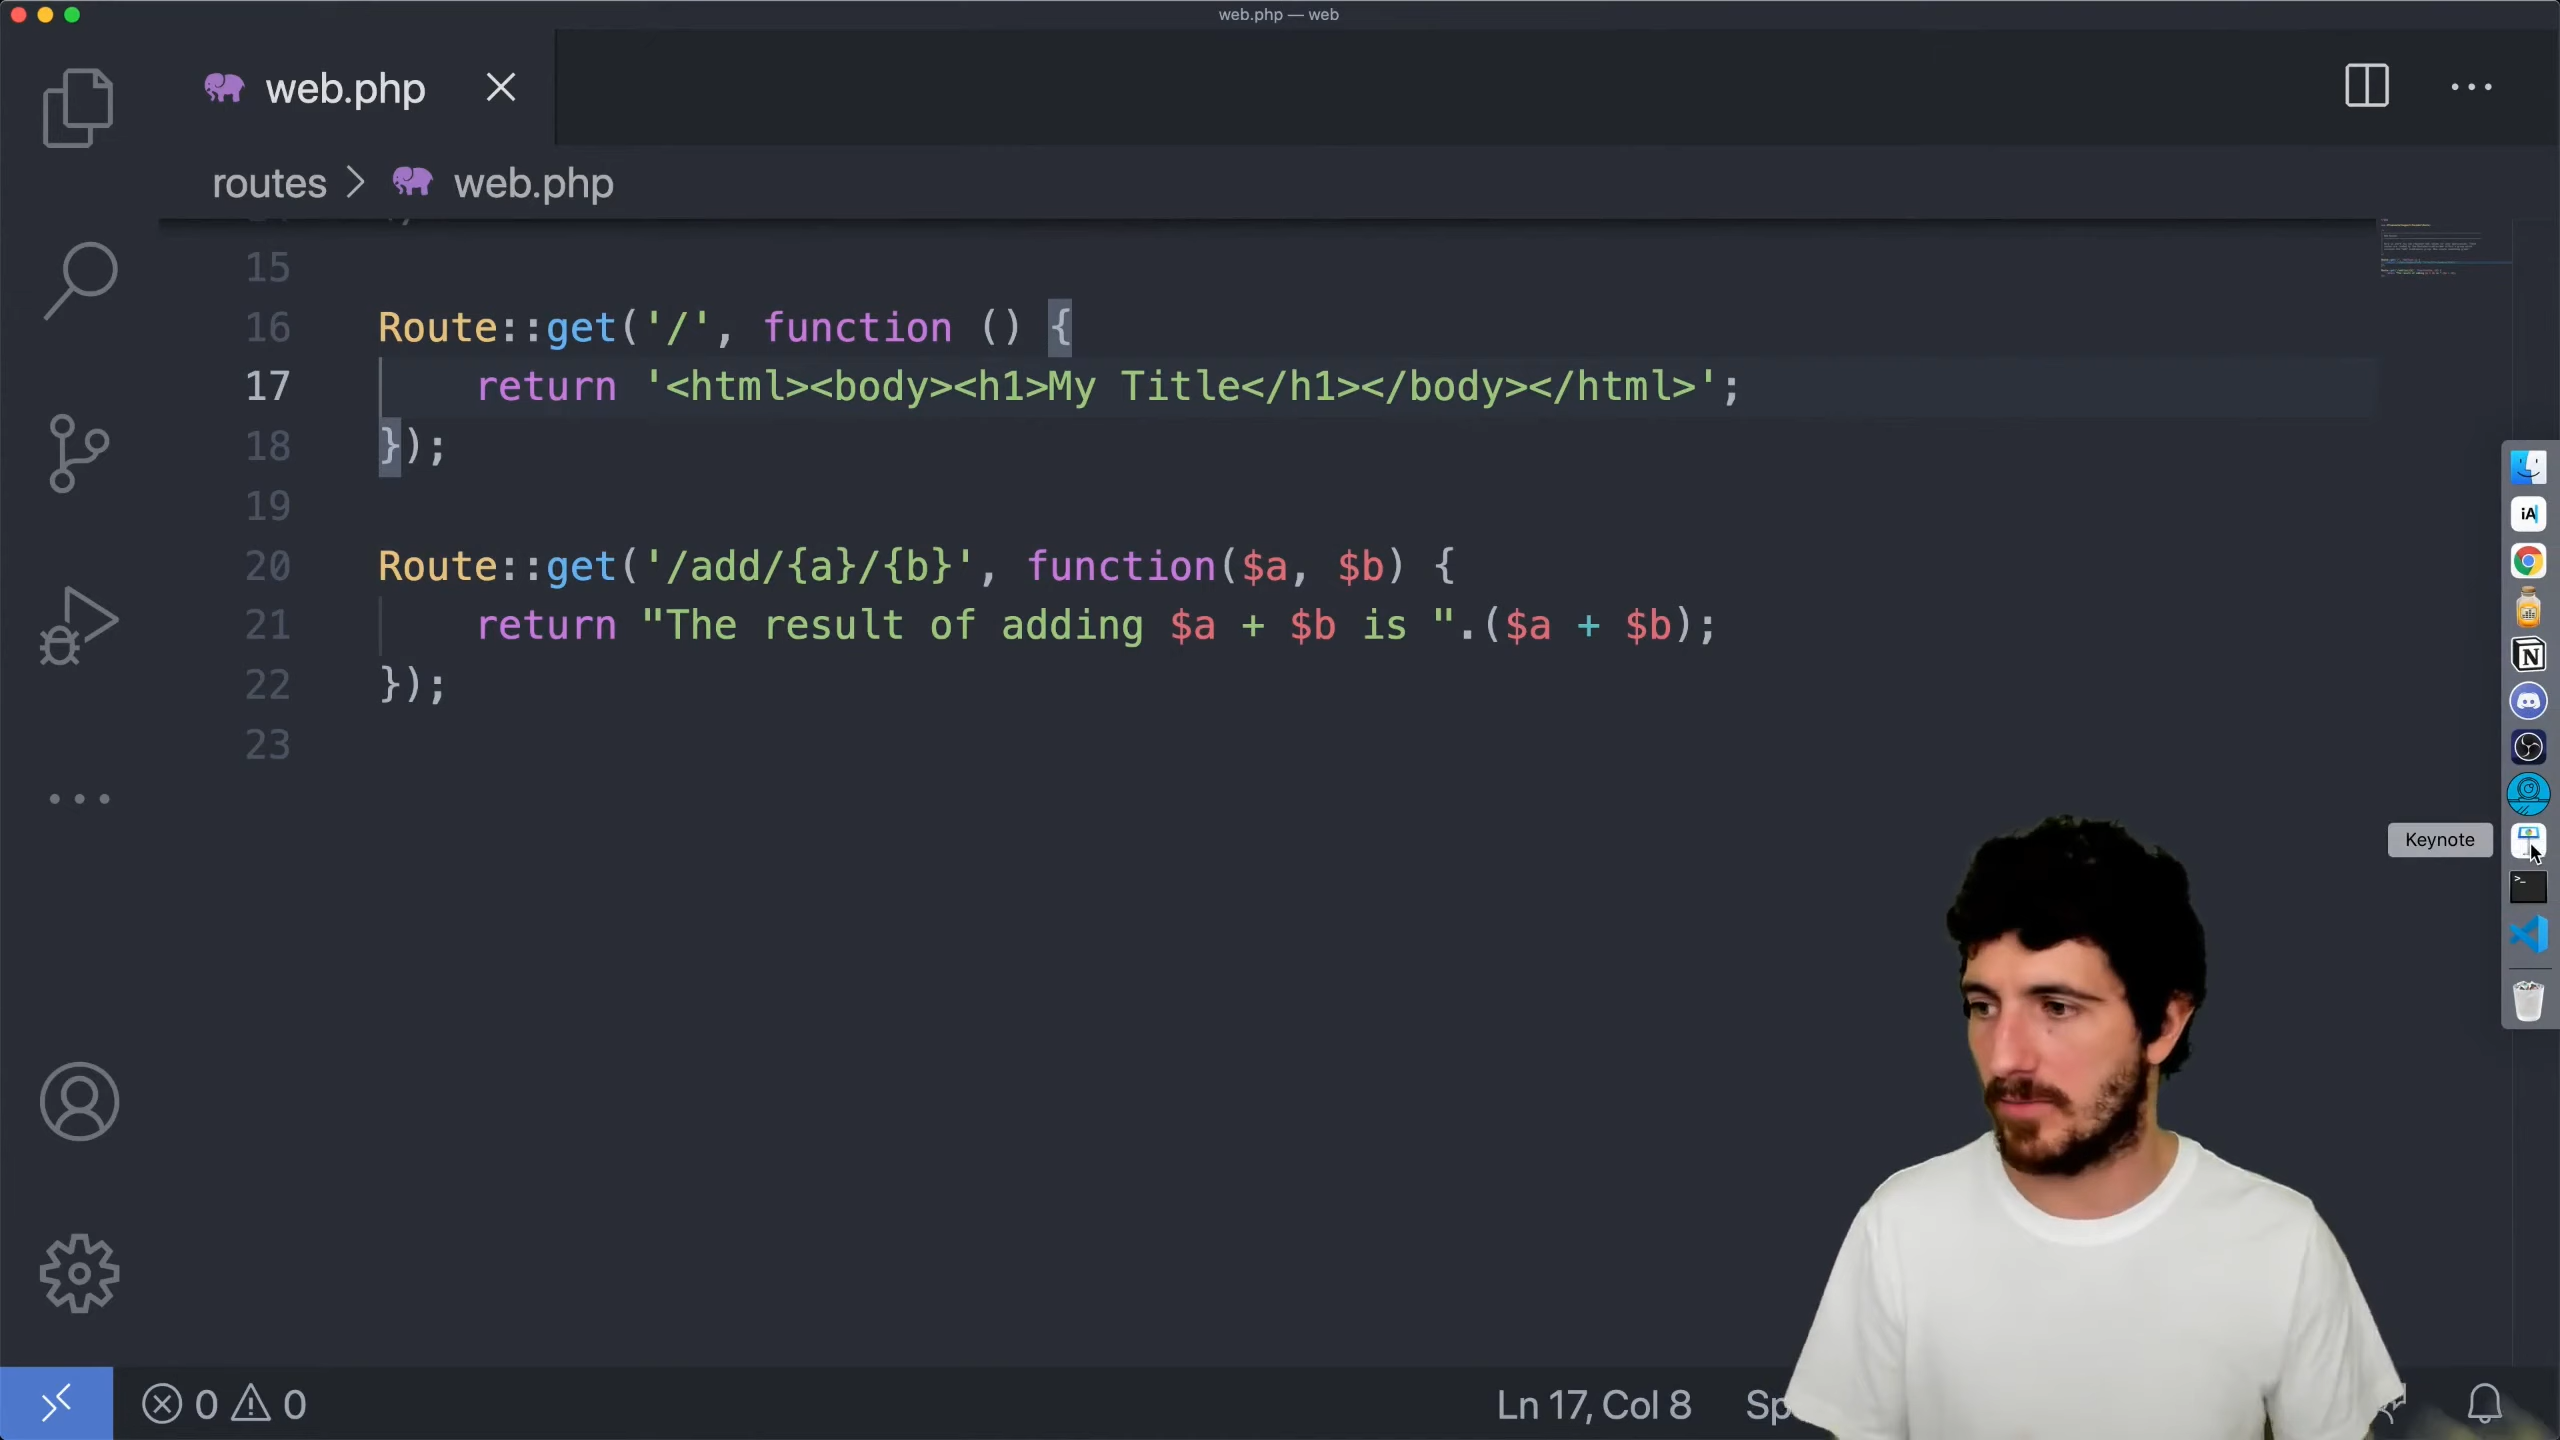 web.php — web
web.php
routes > web.php
15
16 Route::get('/', function () {
17 return '<html><body><h1>My Title</h1></body></html>';
18 });
19
20 Route::get('/add/{a}/{b}', function($a, $b) {
21 return "The result of adding $a + $b is ".($a + $b);
22 });
23
iA
N
Keynote
>_
0 0
Ln 17, Col 8 Sp